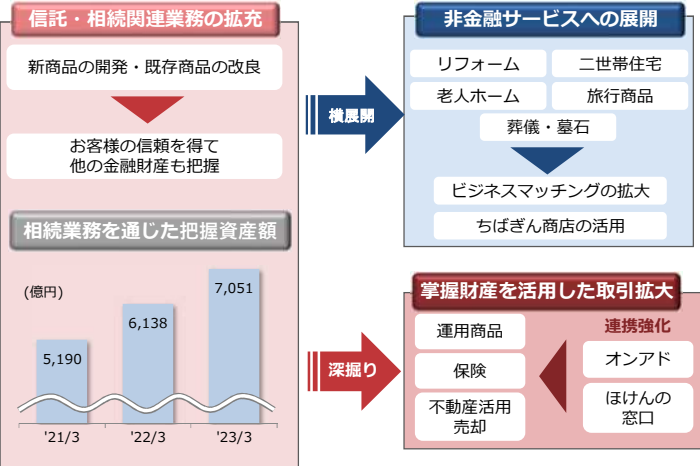 信託・相続関連業務の拡充
新商品の開発・既存商品の改良
お客様の信頼を得て
他の金融財産も把握
相続業務を通じた把握資産額
(億円)
5,190
6,138
7,051
'21/3
'22/3
'23/3
横展開
非金融サービスへの展開
リフォーム
二世帯住宅
老人ホーム
旅行商品
葬儀・墓石
ビジネスマッチングの拡大
ちばぎん商店の活用
深掘り
掌握財産を活用した取引拡大
運用商品
保険
不動産活用
売却
連携強化
オンアド
ほけんの
窓口